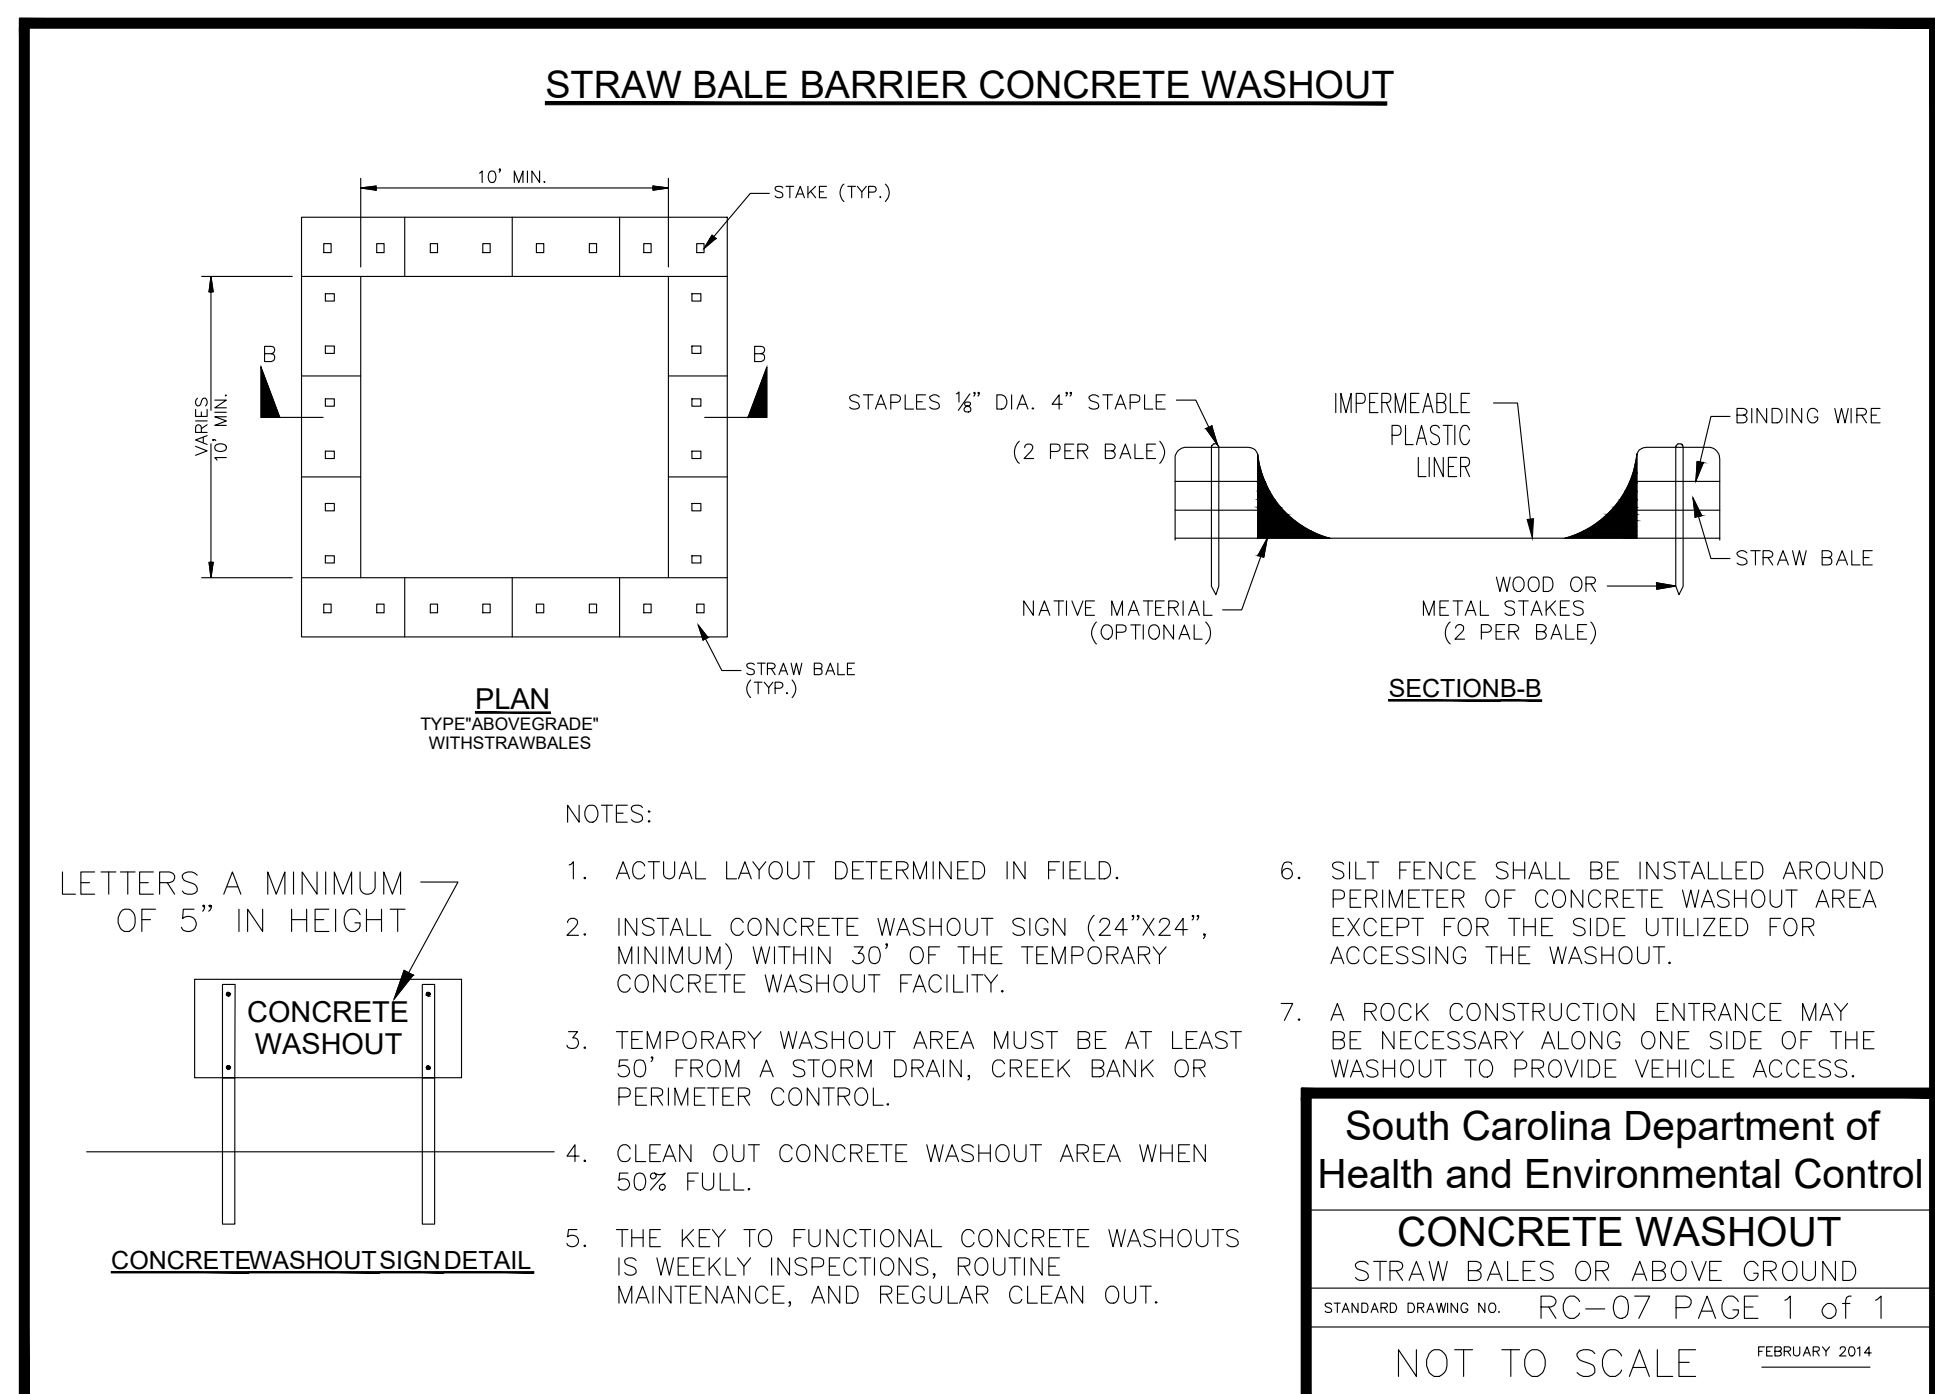 STRAW BALE BARRIER CONCRETE WASHOUT
10' MIN.
STAKE (TYP.)
B
B
VARIES
10' MIN.
STRAW BALE
(TYP.)
PLAN
TYPE"ABOVEGRADE"
WITHSTRAWBALES
STAPLES ⅛" DIA. 4" STAPLE
(2 PER BALE)
IMPERMEABLE
PLASTIC
LINER
BINDING WIRE
STRAW BALE
WOOD OR
METAL STAKES
(2 PER BALE)
NATIVE MATERIAL
(OPTIONAL)
SECTIONB-B
LETTERS A MINIMUM
OF 5" IN HEIGHT
CONCRETE
WASHOUT
CONCRETEWASHOUTSIGNDETAIL
NOTES:
1. ACTUAL LAYOUT DETERMINED IN FIELD.
2. INSTALL CONCRETE WASHOUT SIGN (24"X24",
MINIMUM) WITHIN 30' OF THE TEMPORARY
CONCRETE WASHOUT FACILITY.
3. TEMPORARY WASHOUT AREA MUST BE AT LEAST
50' FROM A STORM DRAIN, CREEK BANK OR
PERIMETER CONTROL.
4. CLEAN OUT CONCRETE WASHOUT AREA WHEN
50% FULL.
5. THE KEY TO FUNCTIONAL CONCRETE WASHOUTS
IS WEEKLY INSPECTIONS, ROUTINE
MAINTENANCE, AND REGULAR CLEAN OUT.
6. SILT FENCE SHALL BE INSTALLED AROUND
PERIMETER OF CONCRETE WASHOUT AREA
EXCEPT FOR THE SIDE UTILIZED FOR
ACCESSING THE WASHOUT.
7. A ROCK CONSTRUCTION ENTRANCE MAY
BE NECESSARY ALONG ONE SIDE OF THE
WASHOUT TO PROVIDE VEHICLE ACCESS.
South Carolina Department of
Health and Environmental Control
CONCRETE WASHOUT
STRAW BALES OR ABOVE GROUND
STANDARD DRAWING NO. RC-07 PAGE 1 of 1
NOT TO SCALE FEBRUARY 2014